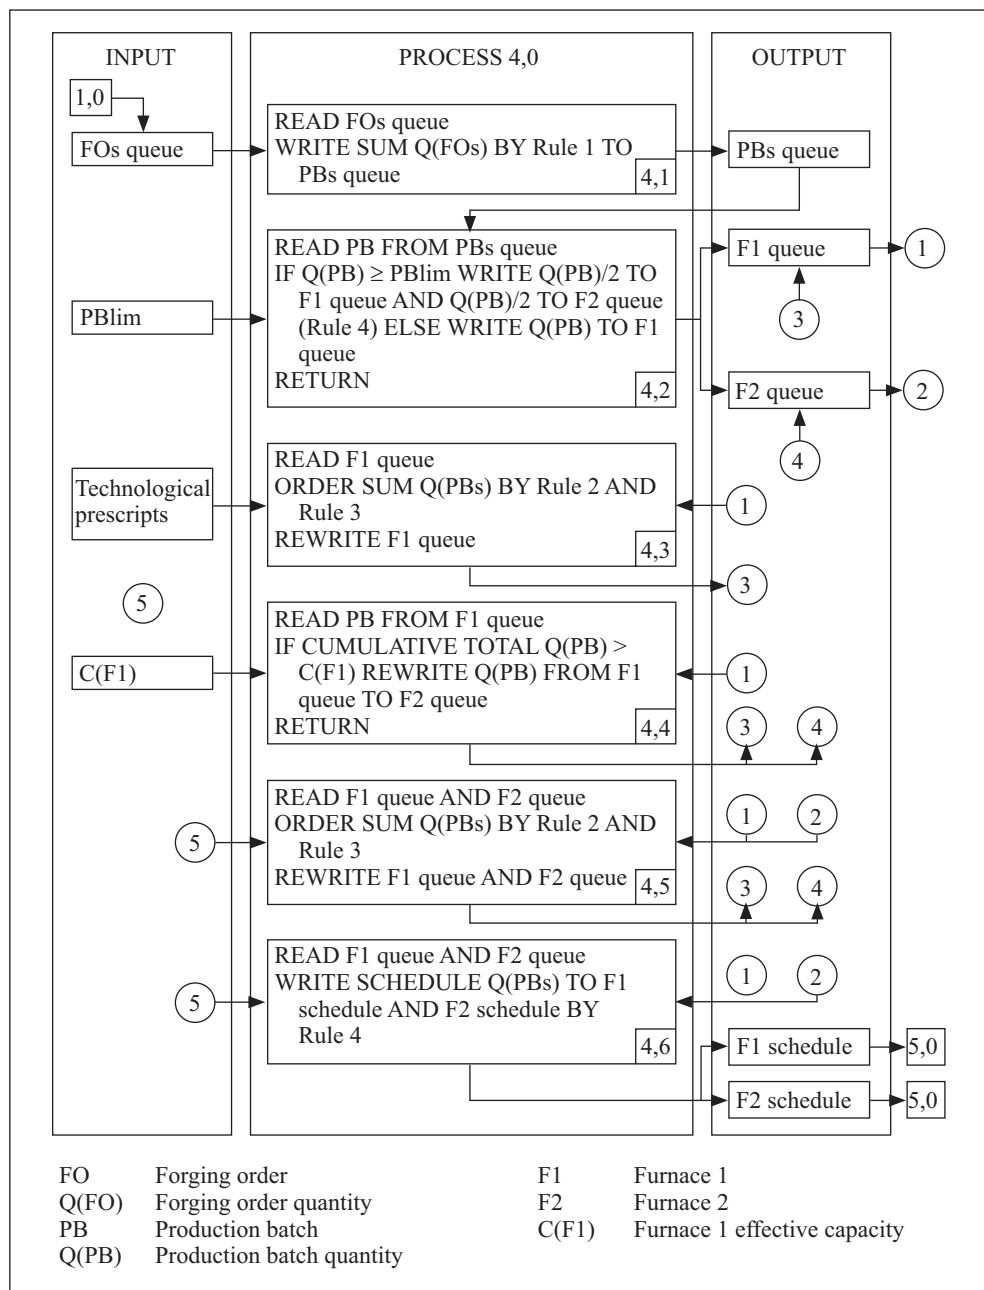 INPUT
PROCESS 4,0
OUTPUT
1,0
FOs queue
READ FOs queue
WRITE SUM Q(FOs) BY Rule 1 TO
PBs queue
4,1
PBs queue
READ PB FROM PBs queue
IF Q(PB) ≥ PBlim WRITE Q(PB)/2 TO
F1 queue AND Q(PB)/2 TO F2 queue
(Rule 4) ELSE WRITE Q(PB) TO F1
queue
RETURN
4,2
PBlim
F1 queue
1
3
F2 queue
2
4
Technological
prescripts
READ F1 queue
ORDER SUM Q(PBs) BY Rule 2 AND
Rule 3
REWRITE F1 queue
4,3
1
3
5
C(F1)
READ PB FROM F1 queue
IF CUMULATIVE TOTAL Q(PB) >
C(F1) REWRITE Q(PB) FROM F1
queue TO F2 queue
RETURN
4,4
1
3
4
5
READ F1 queue AND F2 queue
ORDER SUM Q(PBs) BY Rule 2 AND
Rule 3
REWRITE F1 queue AND F2 queue
4,5
1
2
3
4
5
READ F1 queue AND F2 queue
WRITE SCHEDULE Q(PBs) TO F1
schedule AND F2 schedule BY
Rule 4
4,6
1
2
F1 schedule
5,0
F2 schedule
5,0
FO Forging order
Q(FO) Forging order quantity
PB Production batch
Q(PB) Production batch quantity
F1 Furnace 1
F2 Furnace 2
C(F1) Furnace 1 effective capacity